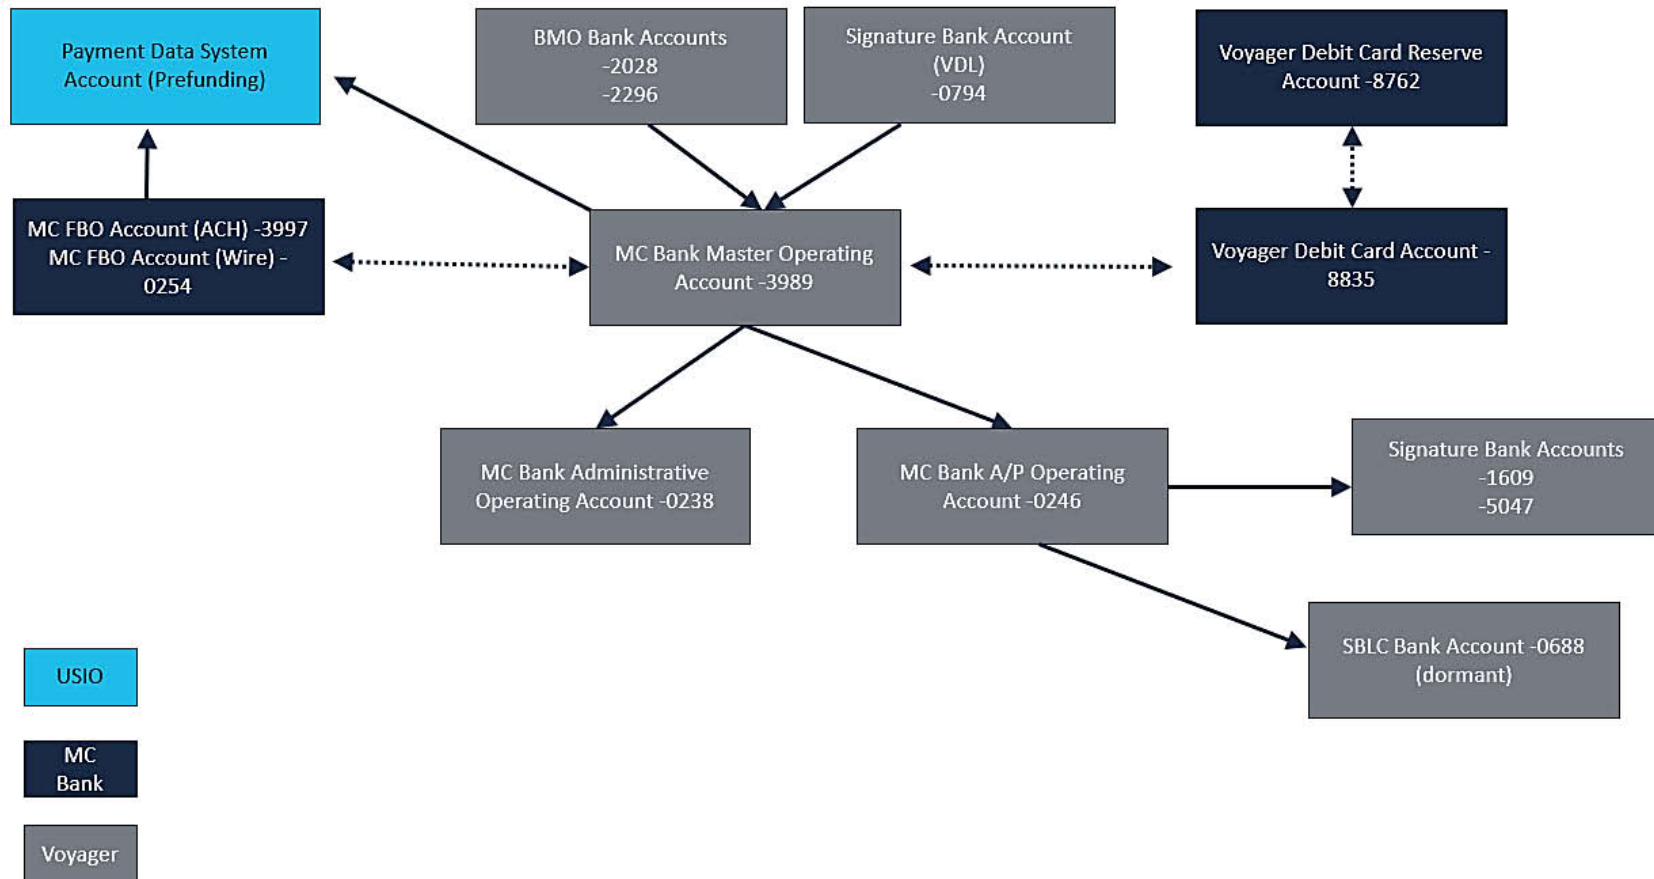 Payment Data System
Account (Prefunding)
BMO Bank Accounts
-2028
-2296
Signature Bank Account
(VDL)
-0794
Voyager Debit Card Reserve
Account -8762
MC FBO Account (ACH) -3997
MC FBO Account (Wire) -
0254
MC Bank Master Operating
Account -3989
Voyager Debit Card Account -
8835
MC Bank Administrative
Operating Account -0238
MC Bank A/P Operating
Account -0246
Signature Bank Accounts
-1609
-5047
SBLC Bank Account -0688
(dormant)
USIO
MC
Bank
Voyager